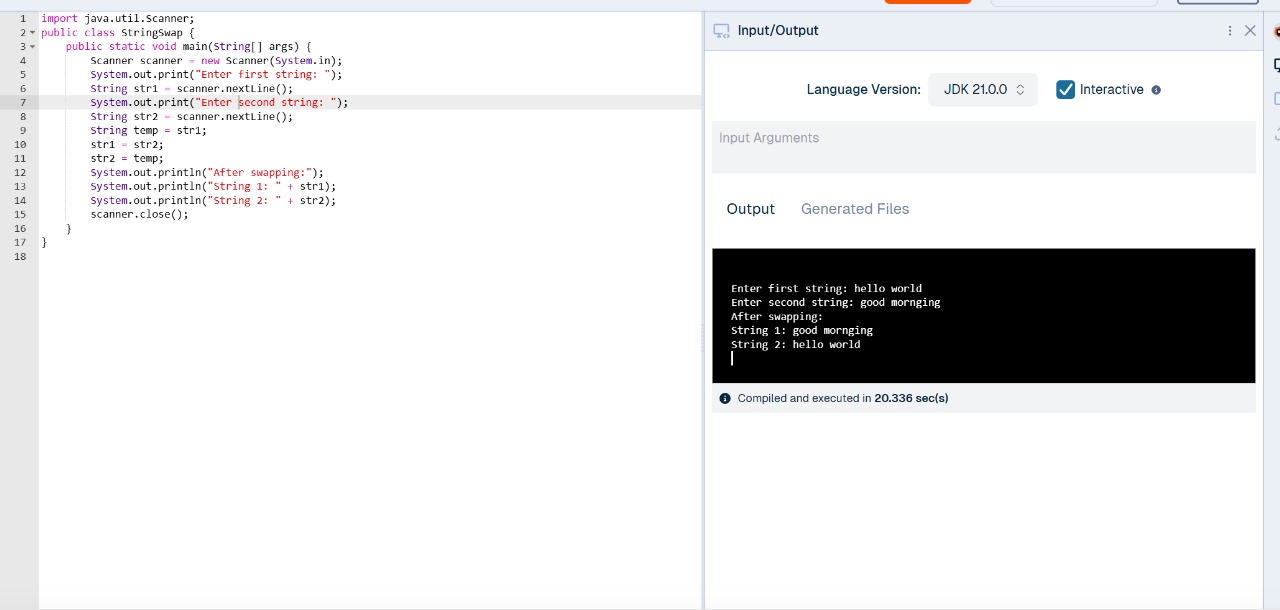 1 import java.util.Scanner;
2 public class StringSwap {
3     public static void main(String[] args) {
4         Scanner scanner = new Scanner(System.in);
5         System.out.print("Enter first string: ");
6         String str1 = scanner.nextLine();
7         System.out.print("Enter second string: ");
8         String str2 = scanner.nextLine();
9         String temp = str1;
10         str1 = str2;
11         str2 = temp;
12         System.out.println("After swapping:");
13         System.out.println("String 1: " + str1);
14         System.out.println("String 2: " + str2);
15         scanner.close();
16     }
17 }
18
Input/Output
Language Version: JDK 21.0.0 Interactive
Input Arguments
Output Generated Files
Enter first string: hello world
Enter second string: good mornging
After swapping:
String 1: good mornging
String 2: hello world
Compiled and executed in 20.336 sec(s)